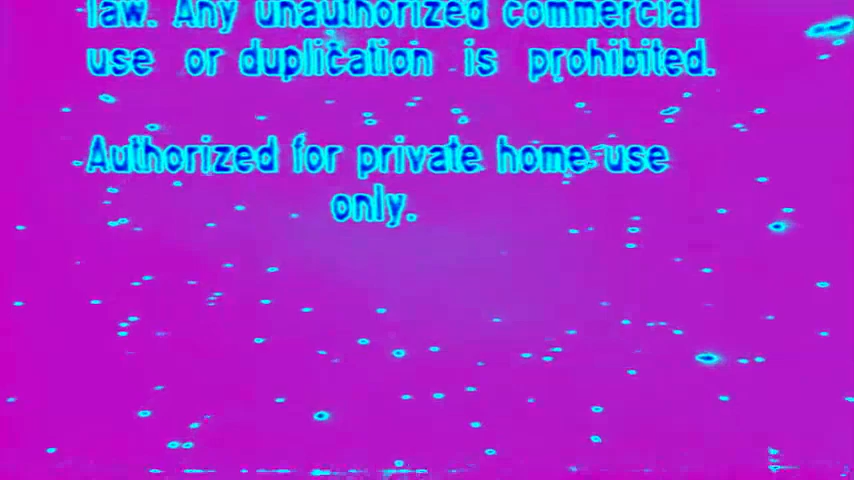 law. Any unauthorized commercial
use or duplication is prohibited.
Authorized for private home use
only.